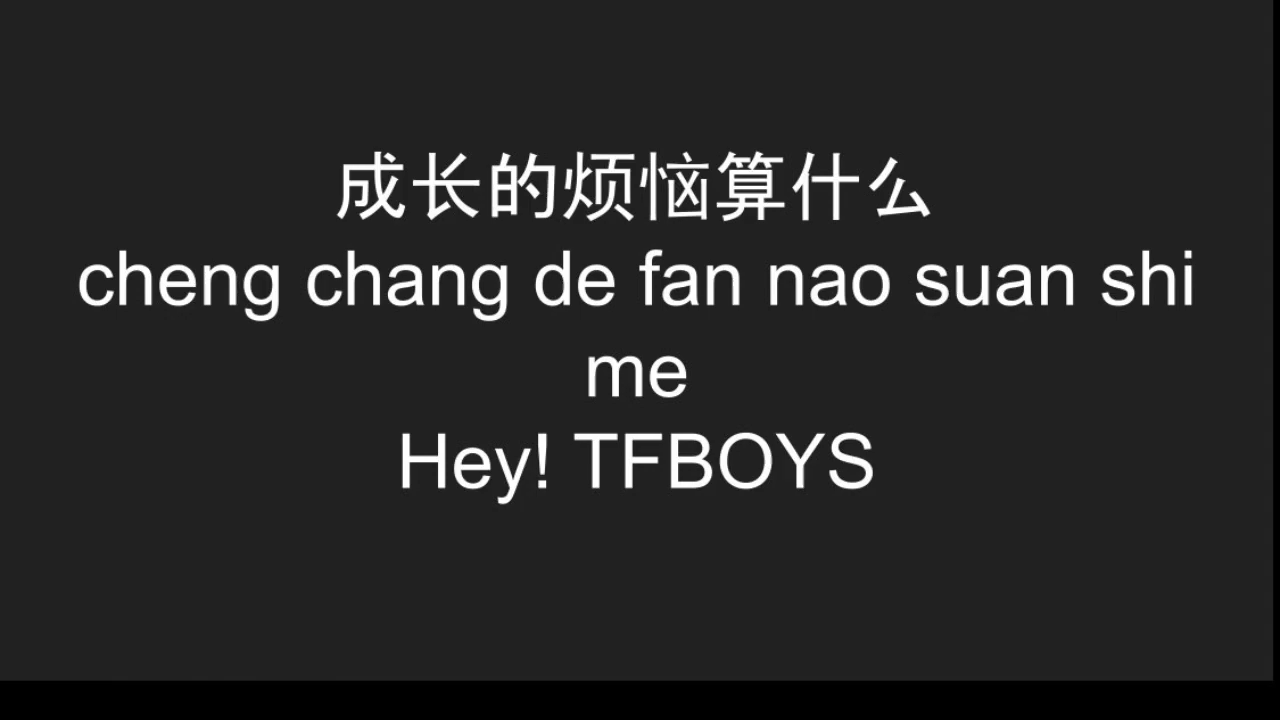 成长的烦恼算什么
cheng chang de fan nao suan shi
me
Hey! TFBOYS